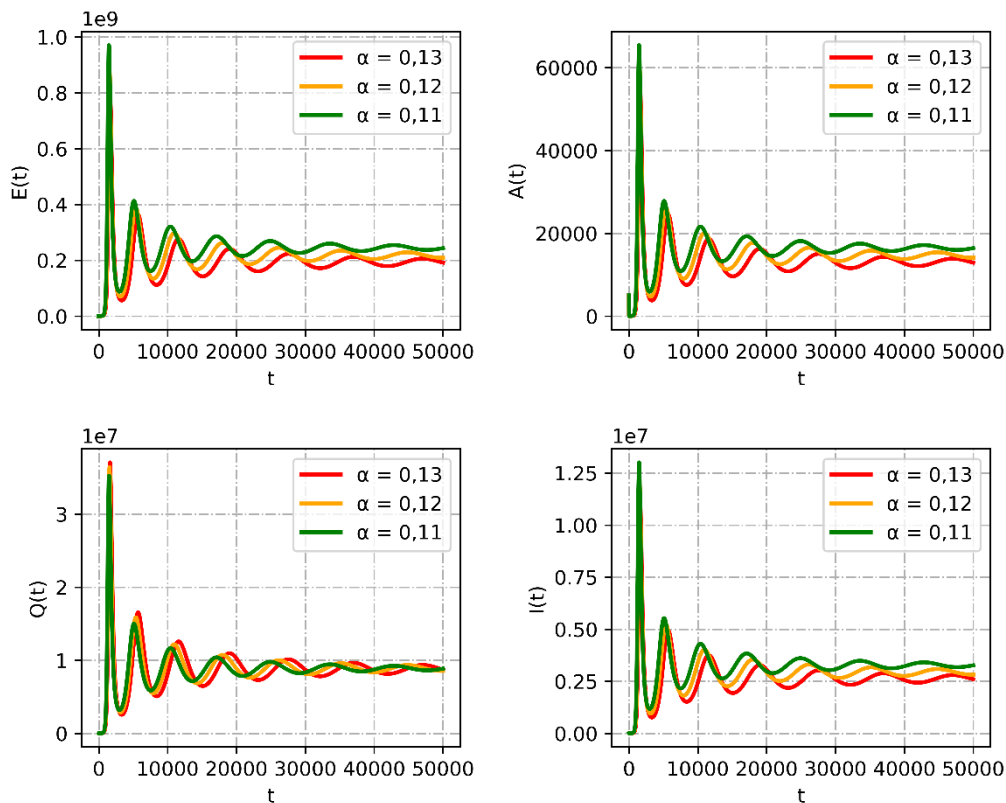 1e9
1.0
0.8
0.6
0.4
0.2
0.0
E(t)
α = 0,13
α = 0,12
α = 0,11
0 10000 20000 30000 40000 50000
t
60000
40000
20000
0
A(t)
α = 0,13
α = 0,12
α = 0,11
0 10000 20000 30000 40000 50000
t
1e7
3
2
1
0
Q(t)
α = 0,13
α = 0,12
α = 0,11
0 10000 20000 30000 40000 50000
t
1e7
1.25
1.00
0.75
0.50
0.25
0.00
I(t)
α = 0,13
α = 0,12
α = 0,11
0 10000 20000 30000 40000 50000
t